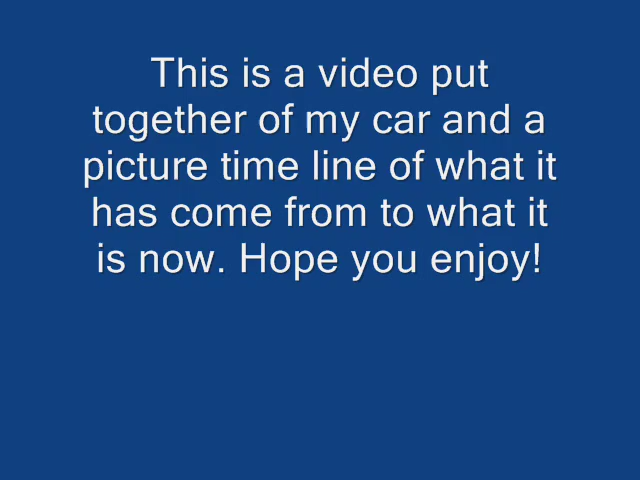 This is a video put
together of my car and a
picture time line of what it
has come from to what it
is now. Hope you enjoy!